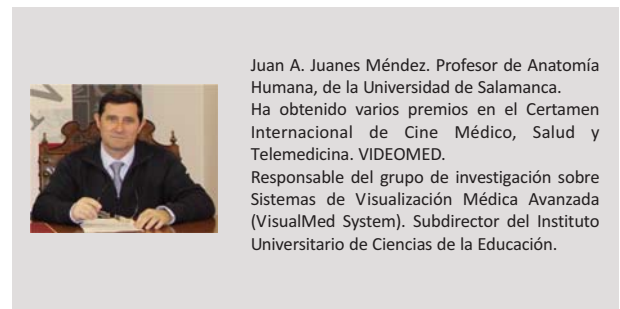 Juan A. Juanes Méndez. Profesor de Anatomía
Humana, de la Universidad de Salamanca.
Ha obtenido varios premios en el Certamen
Internacional de Cine Médico, Salud y
Telemedicina. VIDEOMED.
Responsable del grupo de investigación sobre
Sistemas de Visualización Médica Avanzada
(VisualMed System). Subdirector del Instituto
Universitario de Ciencias de la Educación.